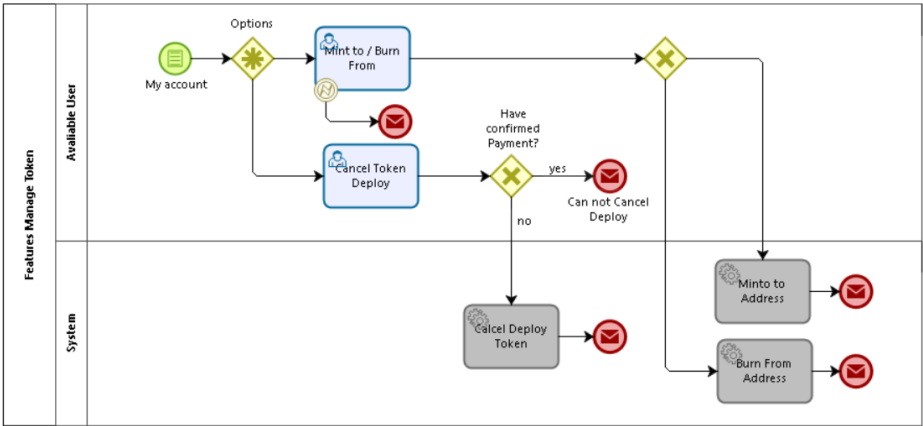 Features Manage Token
Avaliable User
Options
My account
Mint to / Burn
From
Cancel Token
Deploy
Have
confirmed
Payment?
yes
Can not Cancel
Deploy
no
System
Calcel Deploy
Token
Minto to
Address
Burn From
Address